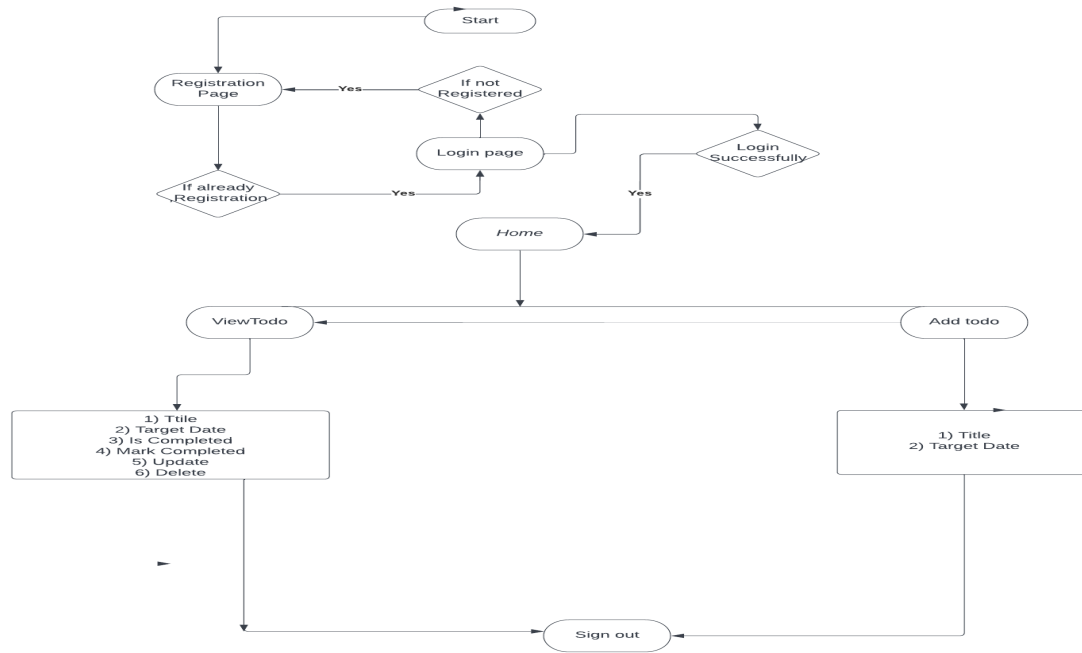 Start
Registration
Page
Yes
If not
Registered
Login page
Login
Successfully
If already
,Registration
Yes
Yes
Home
ViewTodo
Add todo
1) Ttile
2) Target Date
3) Is Completed
4) Mark Completed
5) Update
6) Delete
1) Title
2) Target Date
Sign out